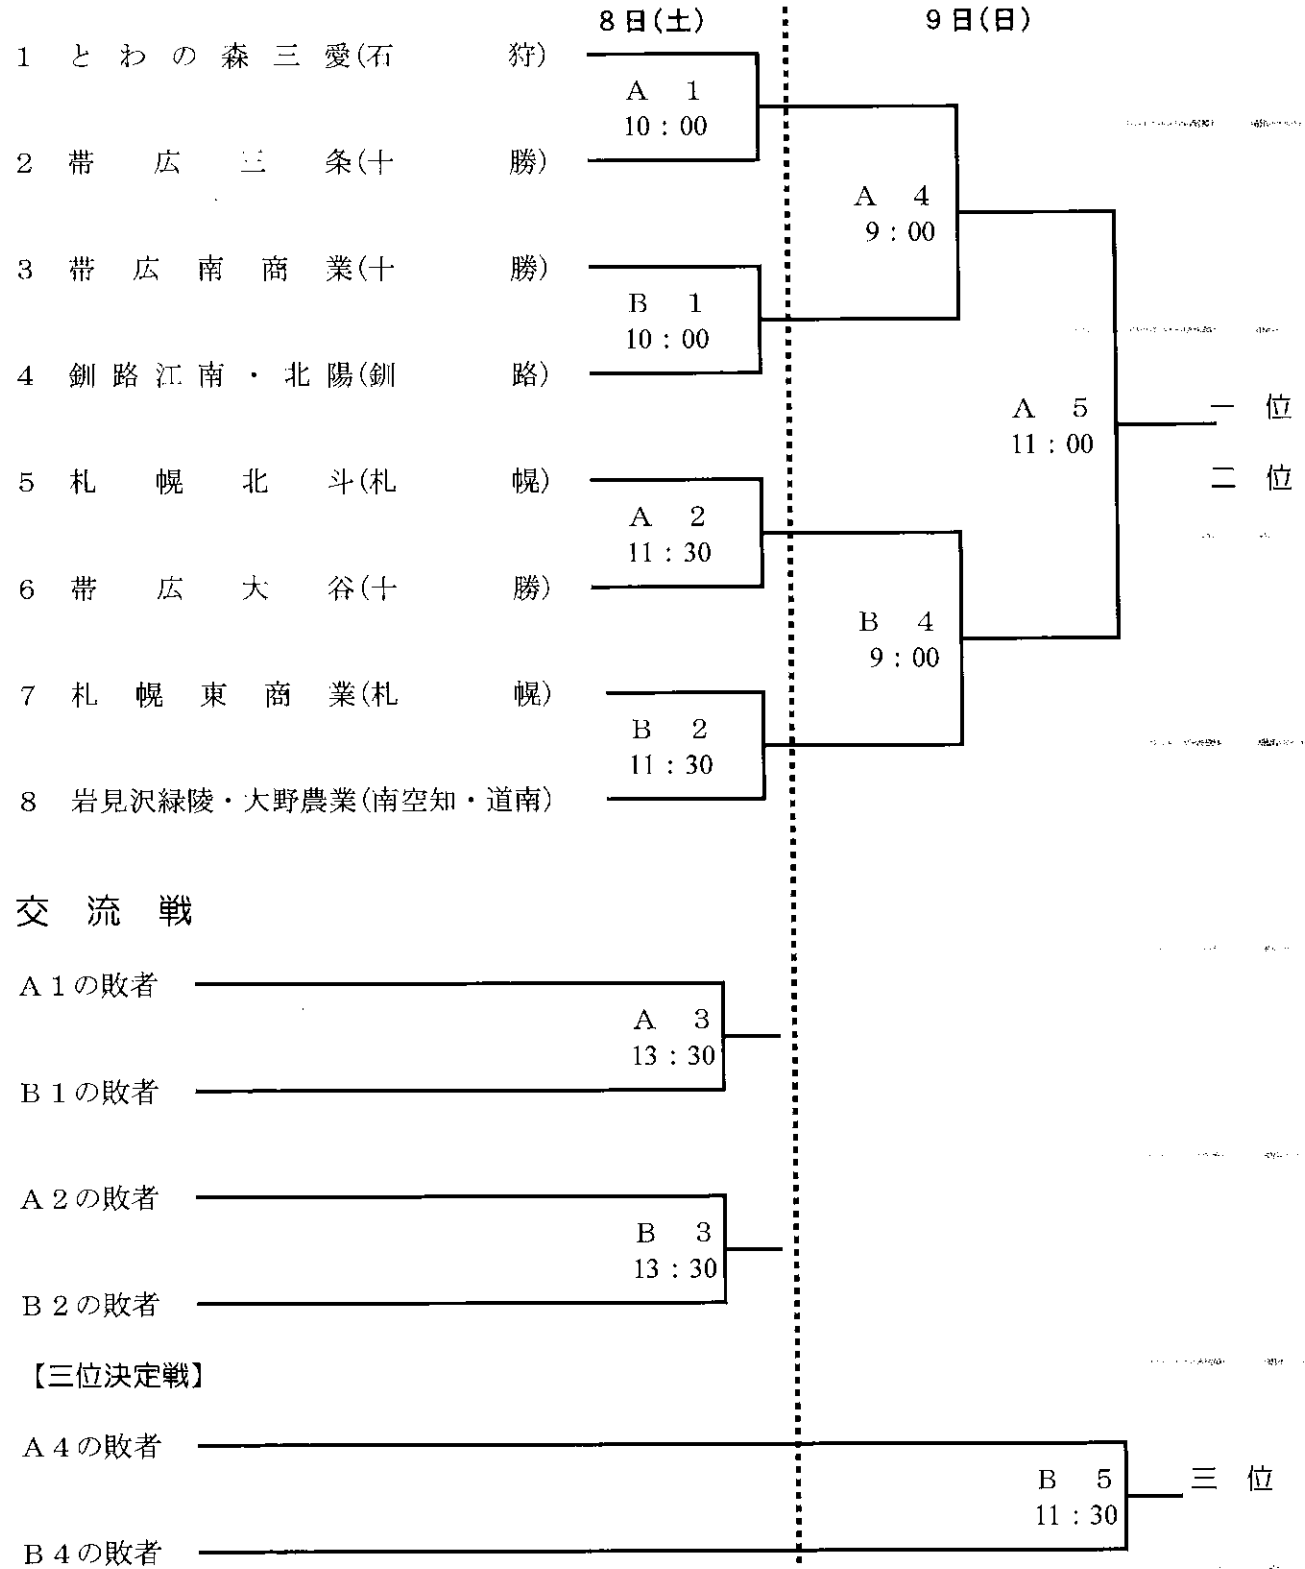 8日(土) 9日(日)
1 とわの森三愛(石狩)
A 1
10:00
2 帯広三条(十勝)
A 4
9:00
3 帯広南商業(十勝)
B 1
10:00
4 釧路江南・北陽(釧路)
A 5 一位
11:00
5 札幌北斗(札幌) 二位
A 2
11:30
6 帯広大谷(十勝)
B 4
9:00
7 札幌東商業(札幌)
B 2
11:30
8 岩見沢緑陵・大野農業(南空知・道南)
交流戦
A1の敗者
A 3
13:30
B1の敗者
A2の敗者
B 3
13:30
B2の敗者
【三位決定戦】
A4の敗者
B 5 三位
11:30
B4の敗者